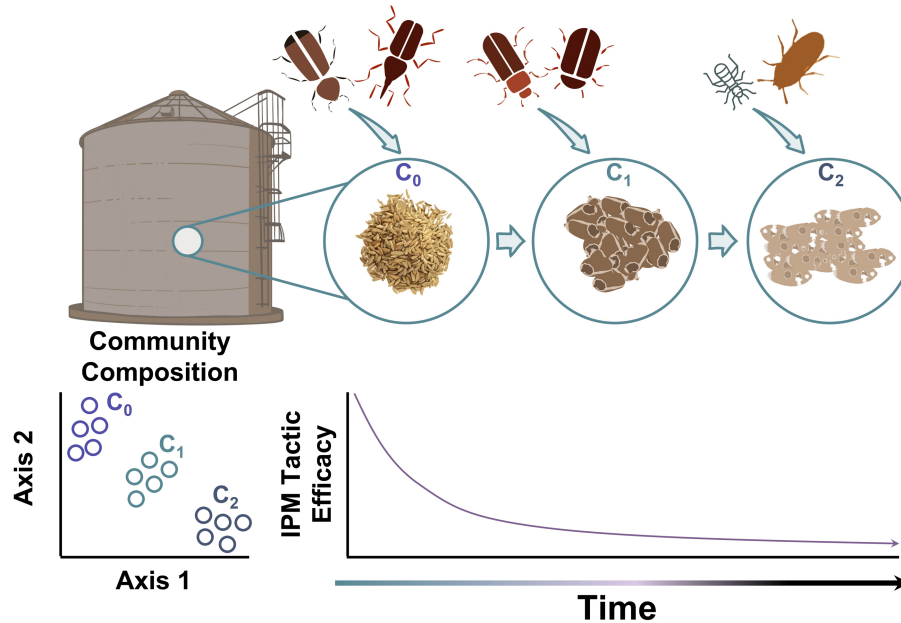 C₀
C₁
C₂
Community
Composition
C₀
C₁
C₂
Axis 2
Axis 1
IPM Tactic
Efficacy
Time